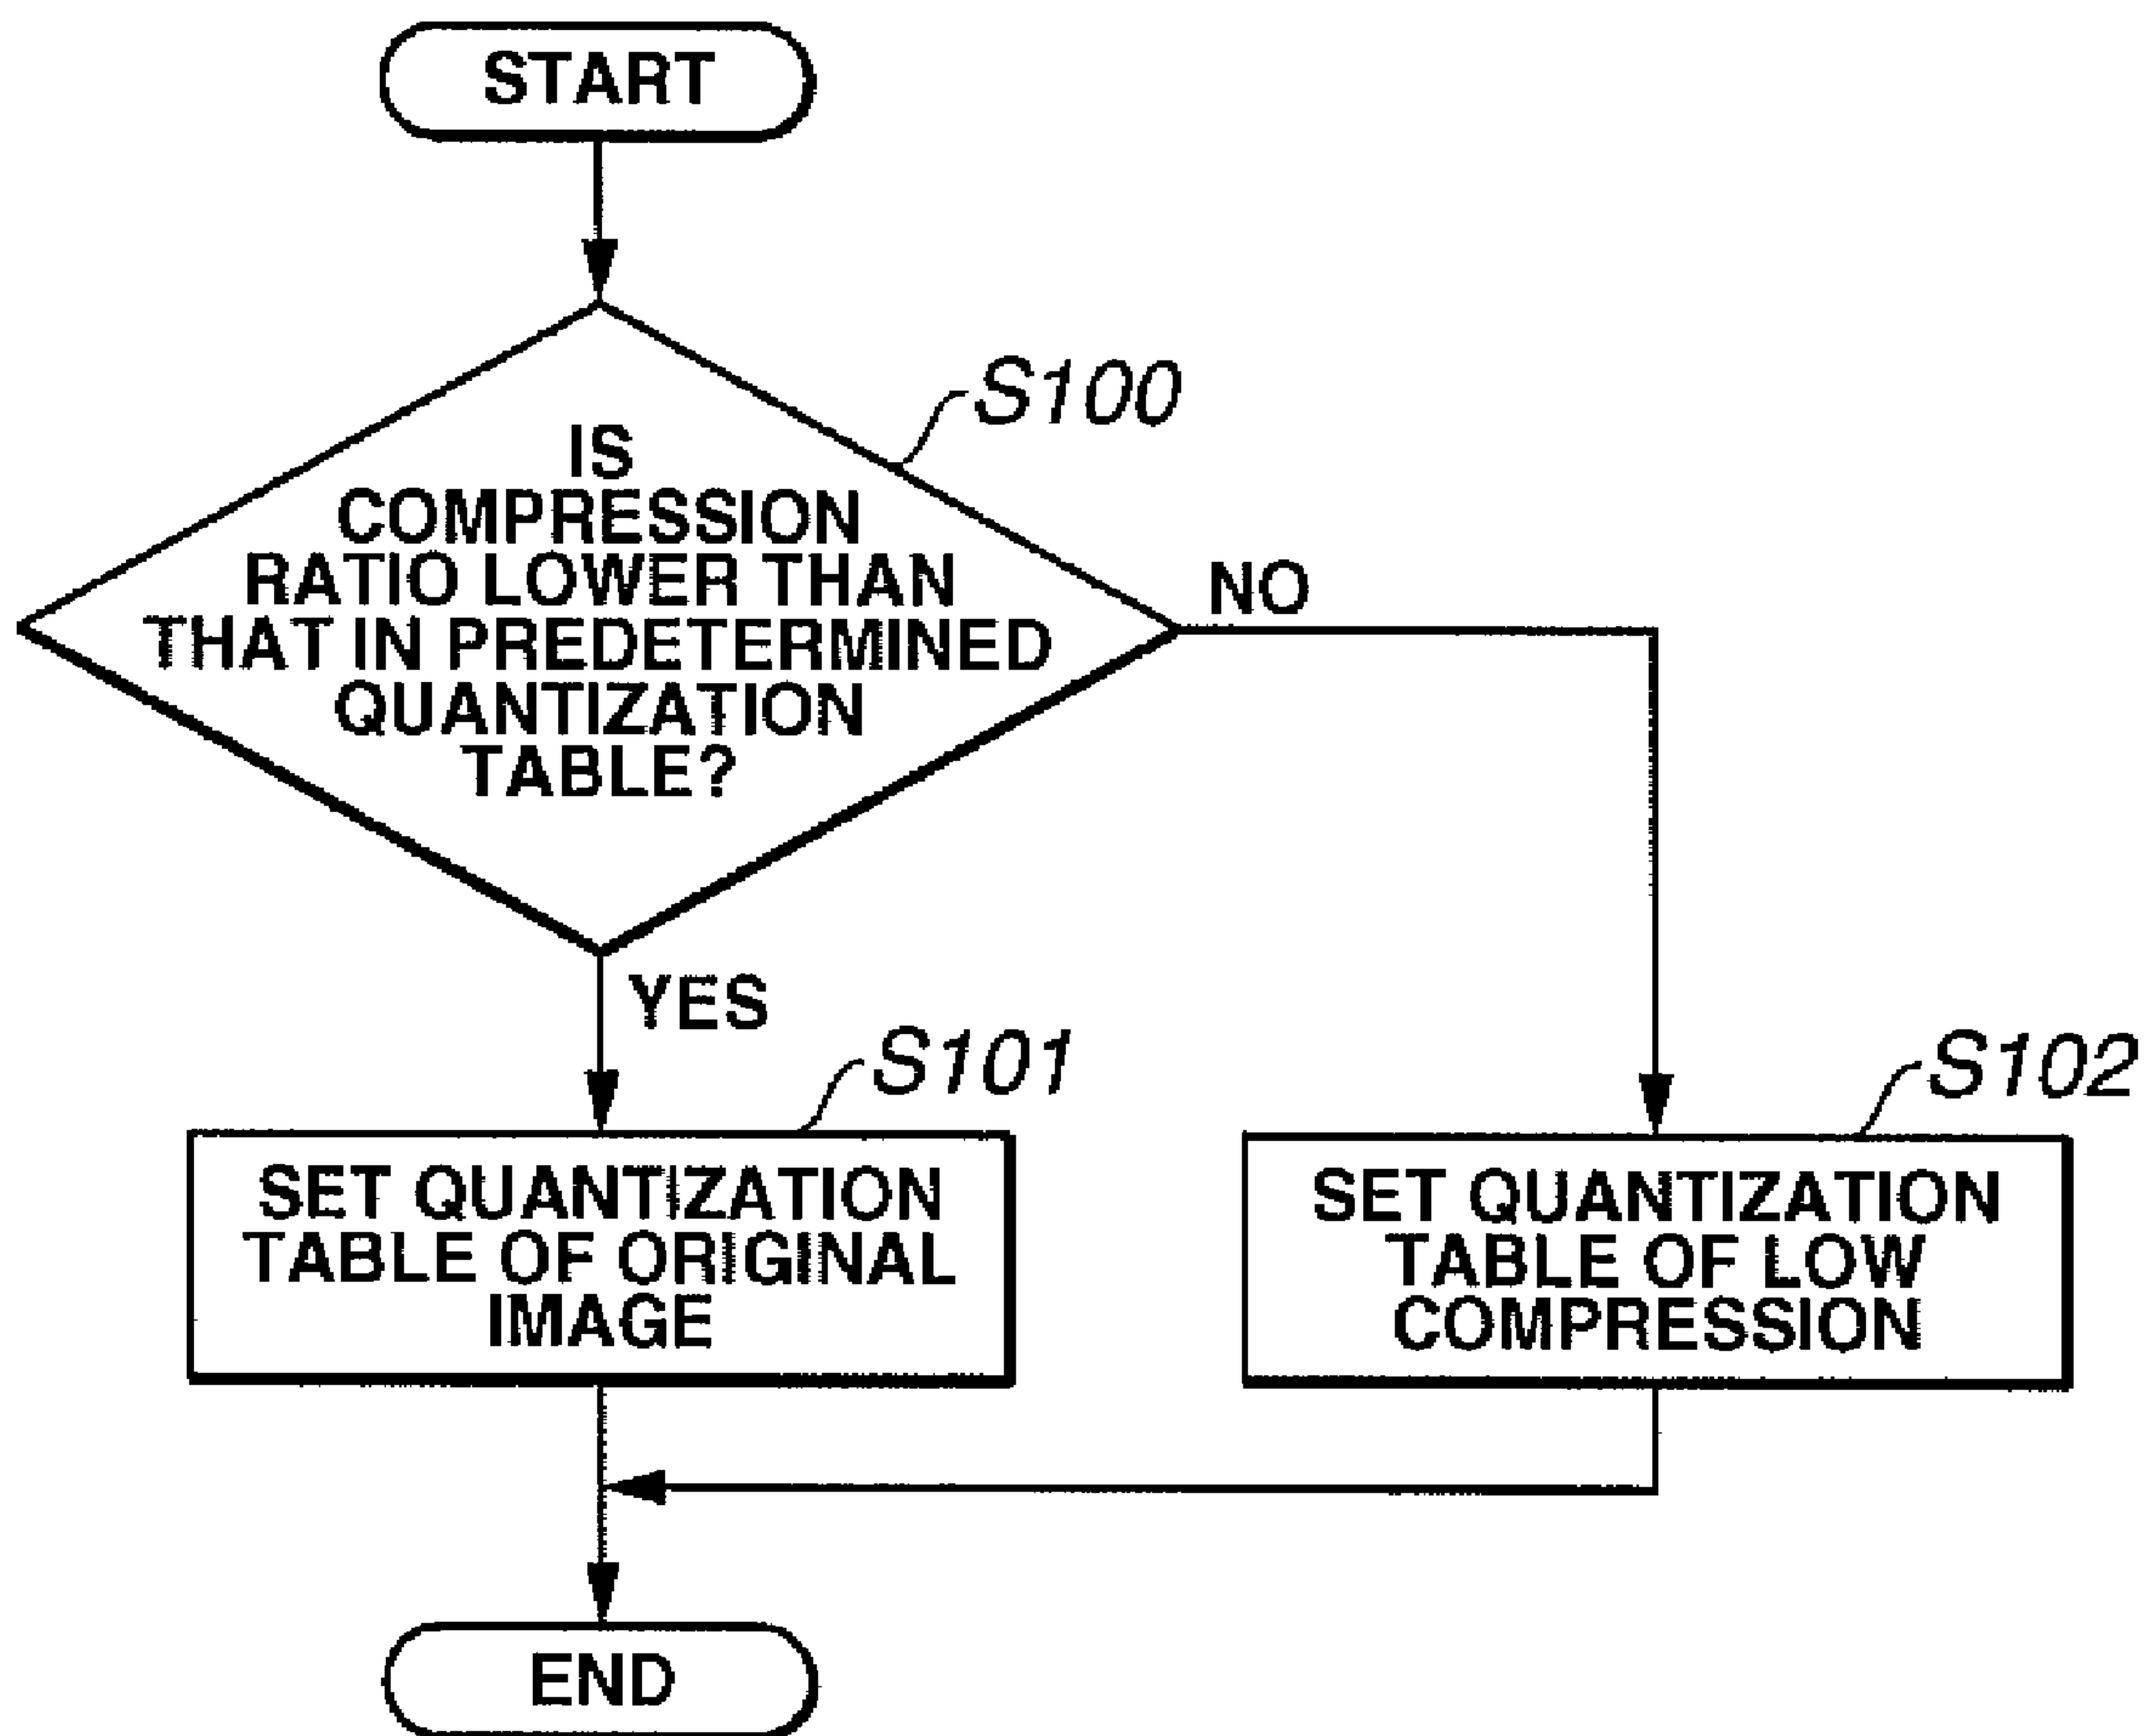 START
S100
IS
COMPRESSION
RATIO LOWER THAN
THAT IN PREDETERMINED
QUANTIZATION
TABLE?
NO
YES
S101
SET QUANTIZATION
TABLE OF ORIGINAL
IMAGE
S102
SET QUANTIZATION
TABLE OF LOW
COMPRESSION
END